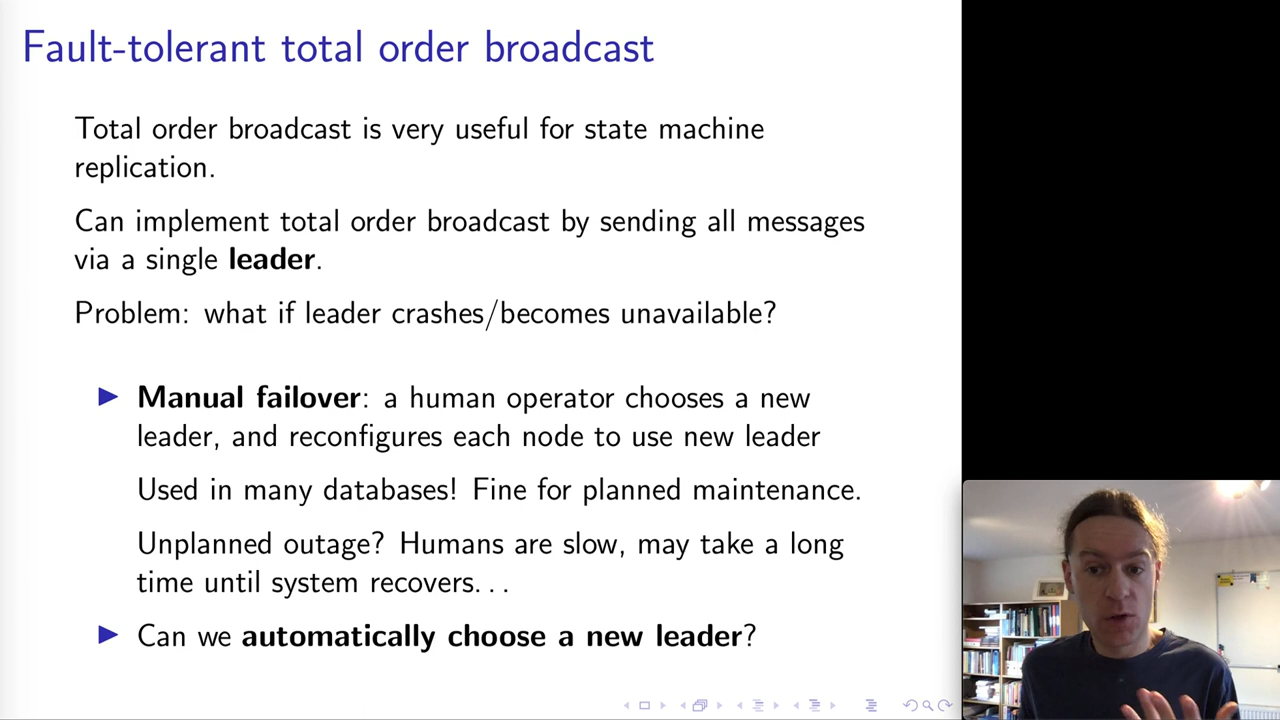 Fault-tolerant total order broadcast
Total order broadcast is very useful for state machine
replication.
Can implement total order broadcast by sending all messages
via a single leader.
Problem: what if leader crashes/becomes unavailable?
Manual failover: a human operator chooses a new
leader, and reconfigures each node to use new leader
Used in many databases! Fine for planned maintenance.
Unplanned outage? Humans are slow, may take a long
time until system recovers...
Can we automatically choose a new leader?